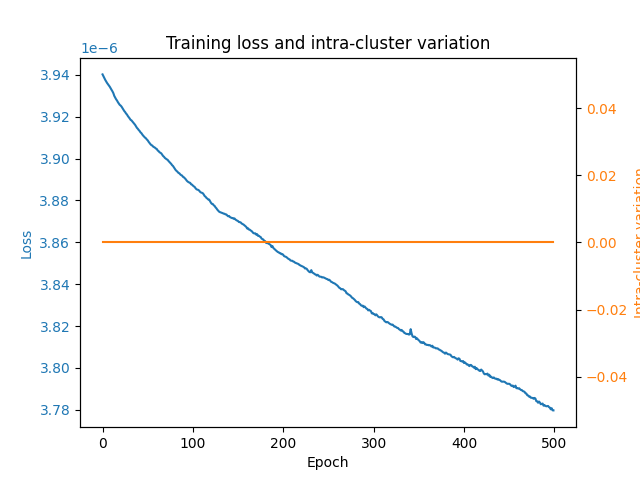 Training loss and intra-cluster variation
1e−6
3.94
3.92
3.90
3.88
3.86
3.84
3.82
3.80
3.78
Loss
0.04
0.02
0.00
−0.02
−0.04
Intra-cluster variation
0 100 200 300 400 500
Epoch